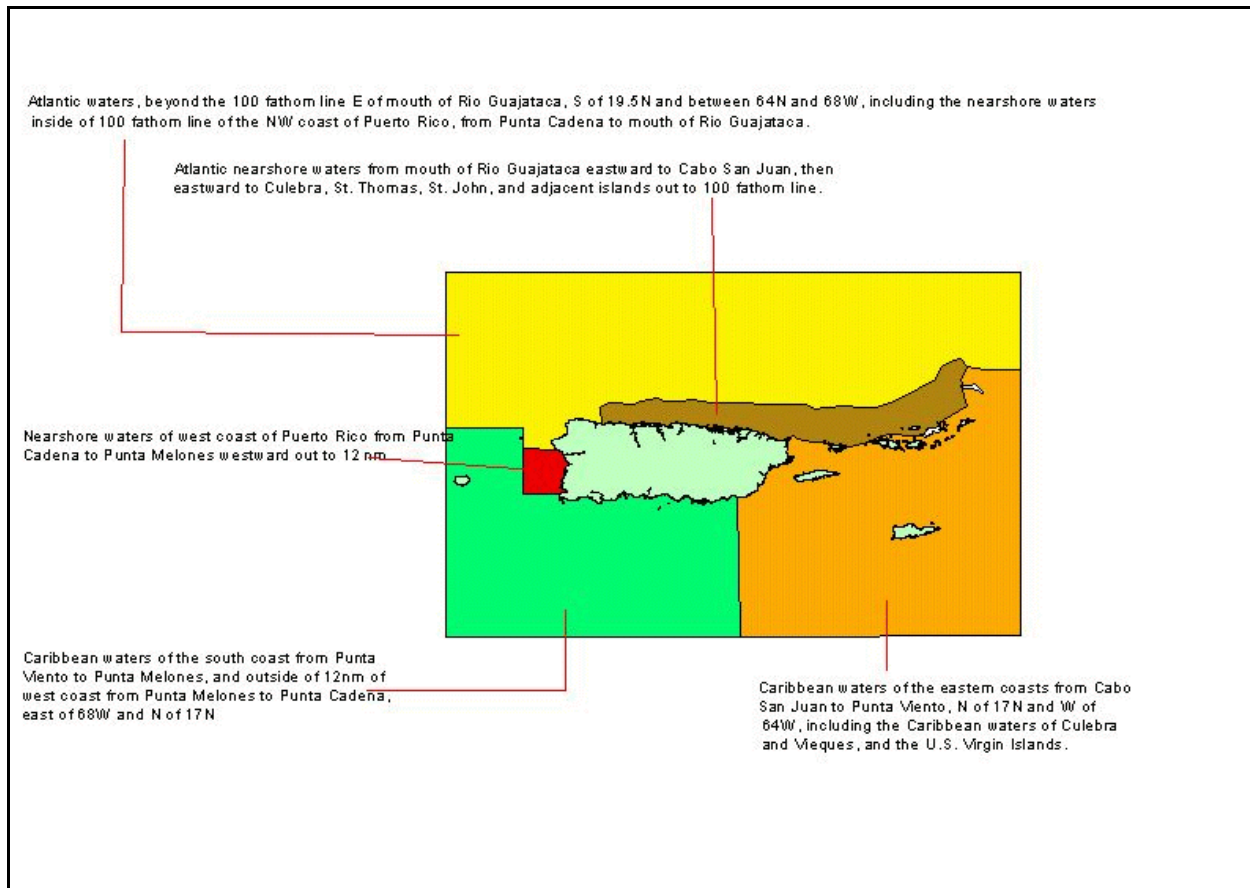 Atlantic waters, beyond the 100 fathom line E of mouth of Rio Guajataca, S of 19.5N and between 64N and 68W, including the nearshore waters
inside of 100 fathom line of the NW coast of Puerto Rico, from Punta Cadena to mouth of Rio Guajataca.
Atlantic nearshore waters from mouth of Rio Guajataca eastward to Cabo San Juan, then
eastward to Culebra, St. Thomas, St. John, and adjacent islands out to 100 fathom line.
Nearshore waters of west coast of Puerto Rico from Punta
Cadena to Punta Melones westward out to 12 nm
Caribbean waters of the south coast from Punta
Viento to Punta Melones, and outside of 12nm of
west coast from Punta Melones to Punta Cadena,
east of 68W and N of 17N
Caribbean waters of the eastern coasts from Cabo
San Juan to Punta Viento, N of 17N and W of
64W, including the Caribbean waters of Culebra
and Vieques, and the U.S. Virgin Islands.